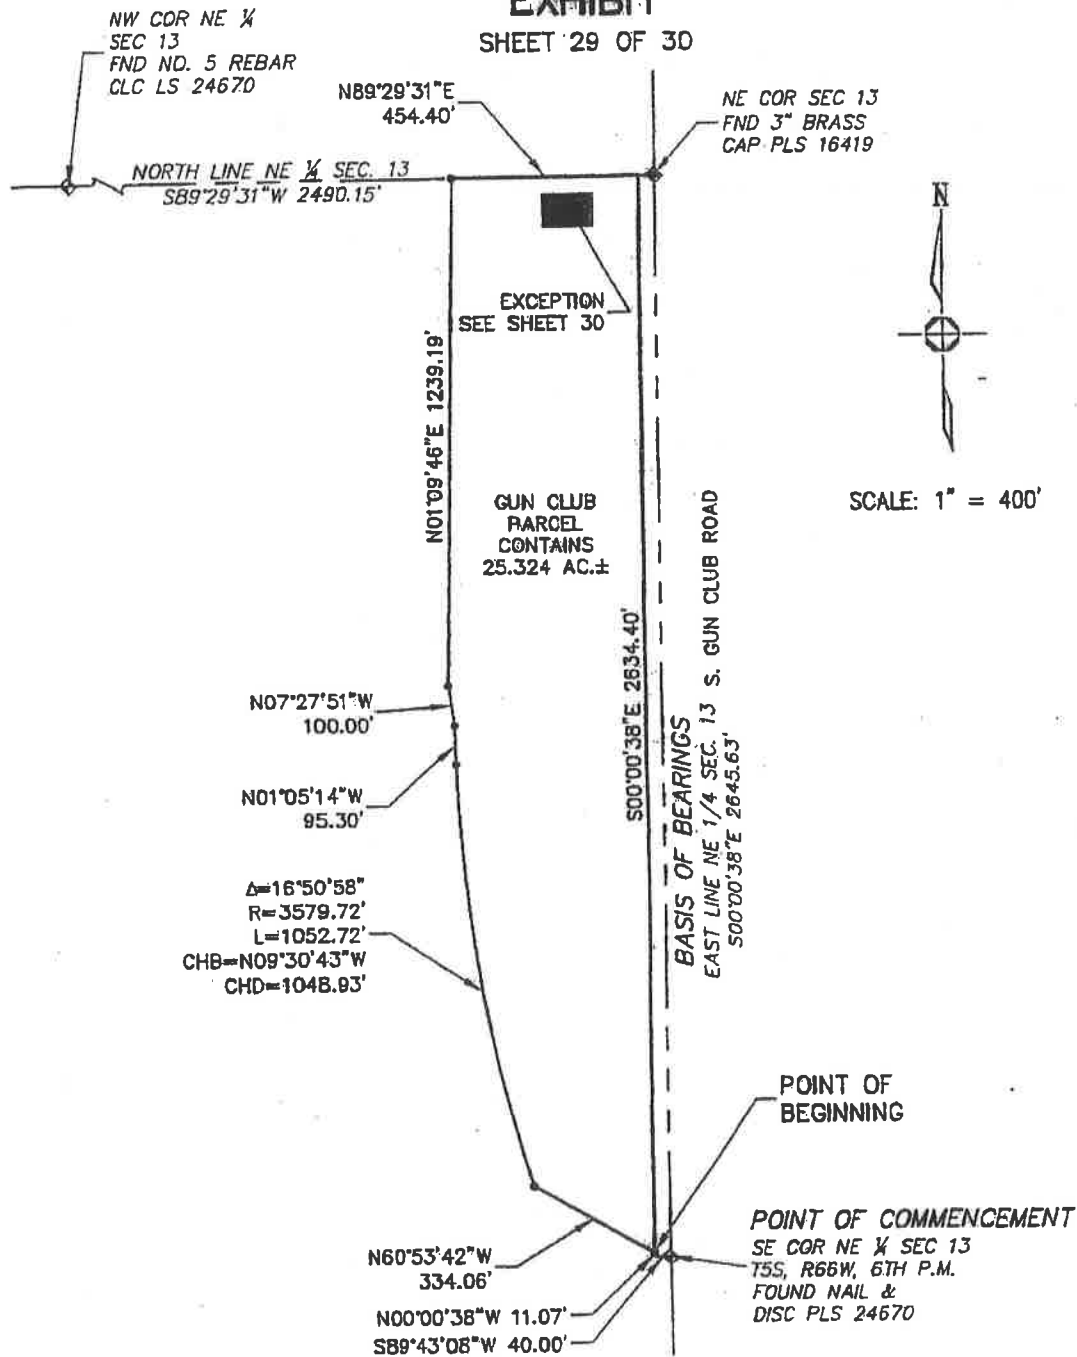 EXHIBIT
SHEET 29 OF 30
NW COR NE ¼
SEC 13
FND NO. 5 REBAR
CLC LS 24670
N89°29'31"E
454.40'
NE COR SEC 13
FND 3" BRASS
CAP PLS 16419
NORTH LINE NE ¼ SEC. 13
S89°29'31"W 2490.15'
N
EXCEPTION
SEE SHEET 30
N01°09'46"E 1239.19'
SCALE: 1" = 400'
GUN CLUB
PARCEL
CONTAINS
25.324 AC.±
S00°00'38"E 2634.40'
BASIS OF BEARINGS
EAST LINE NE 1/4 SEC. 13
S00°00'38"E 2645.63'
S. GUN CLUB ROAD
N07°27'51"W
100.00'
N01°05'14"W
95.30'
Δ=16°50'58"
R=3579.72'
L=1052.72'
CHB=N09°30'43"W
CHD=1048.93'
POINT OF
BEGINNING
POINT OF COMMENCEMENT
SE COR NE ¼ SEC 13
T5S, R66W, 6TH P.M.
FOUND NAIL &
DISC PLS 24670
N60°53'42"W
334.06'
N00°00'38"W 11.07'
S89°43'08"W 40.00'